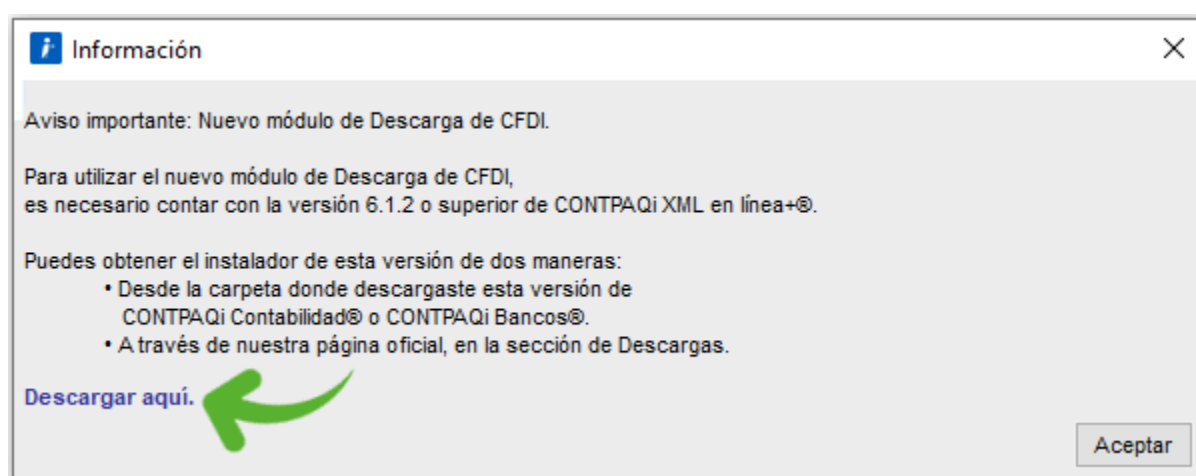 Información
Aviso importante: Nuevo módulo de Descarga de CFDI.
Para utilizar el nuevo módulo de Descarga de CFDI,
es necesario contar con la versión 6.1.2 o superior de CONTPAQi XML en línea+®.
Puedes obtener el instalador de esta versión de dos maneras:
• Desde la carpeta donde descargaste esta versión de
CONTPAQi Contabilidad® o CONTPAQi Bancos®.
• A través de nuestra página oficial, en la sección de Descargas.
Descargar aquí.
Aceptar